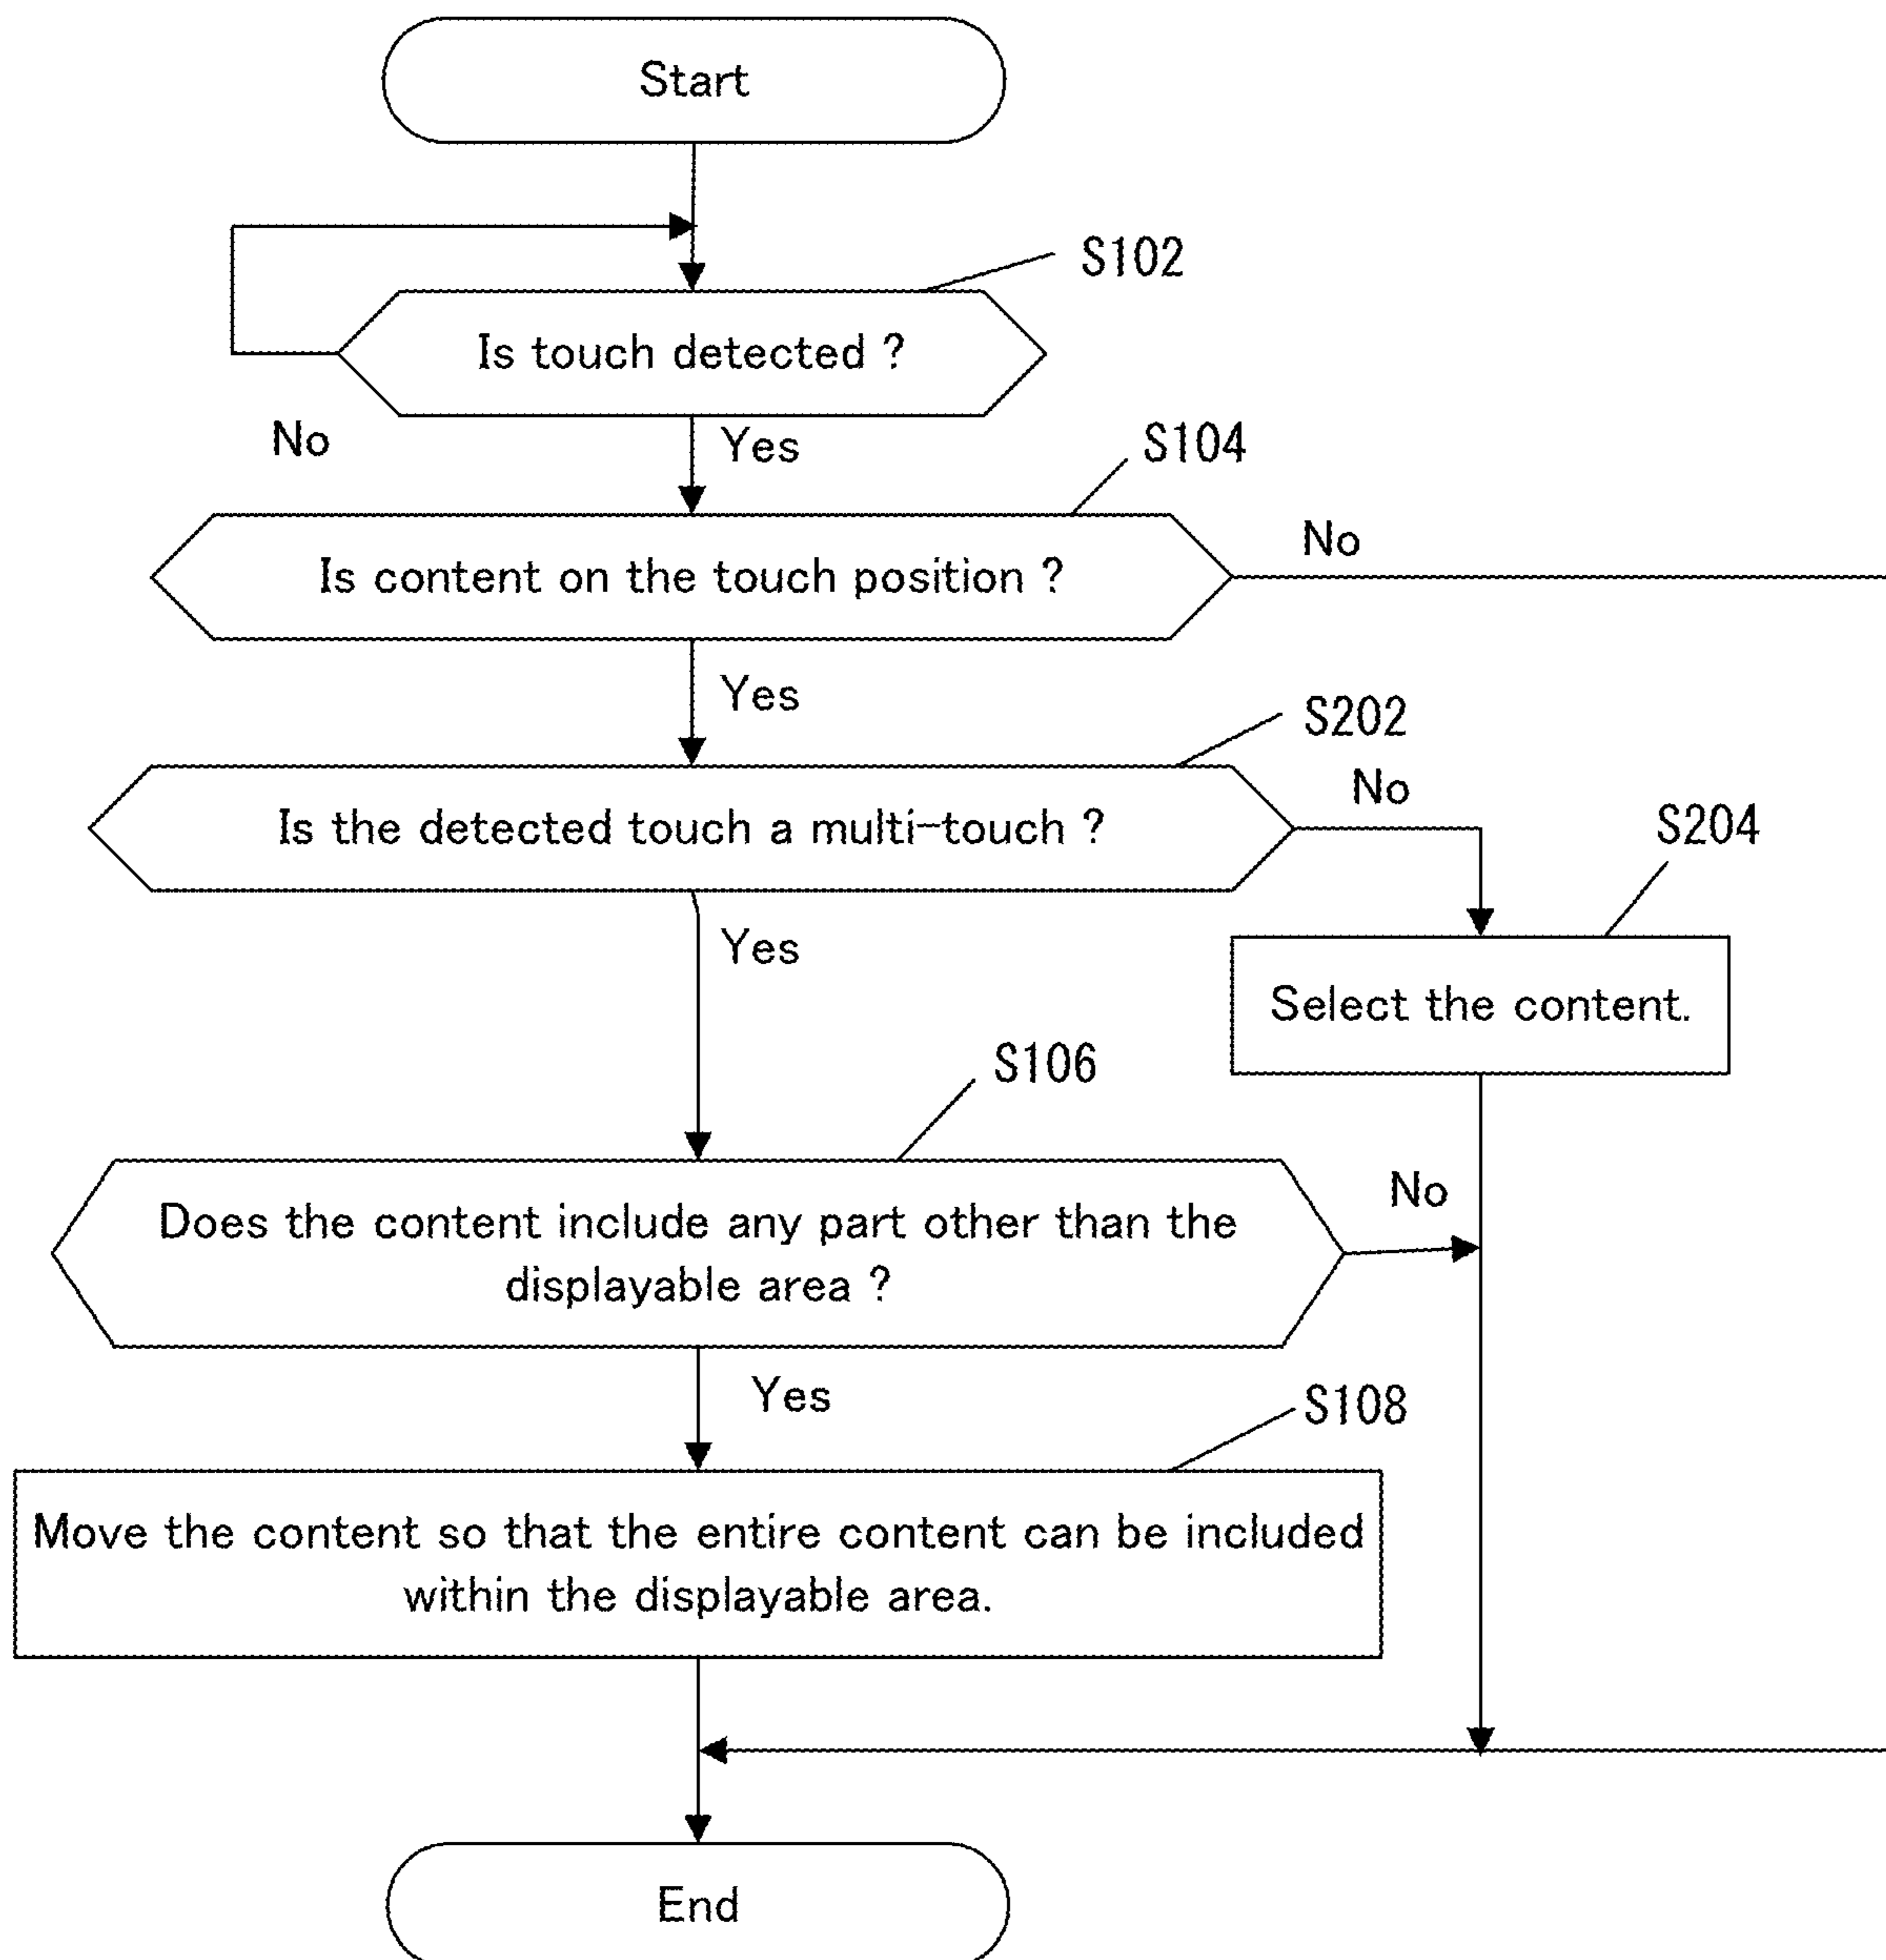 Start
S102
Is touch detected ?
No
Yes
S104
Is content on the touch position ?
No
Yes
S202
Is the detected touch a multi-touch ?
No
S204
Yes
Select the content.
S106
Does the content include any part other than the
displayable area ?
No
Yes
S108
Move the content so that the entire content can be included
within the displayable area.
End